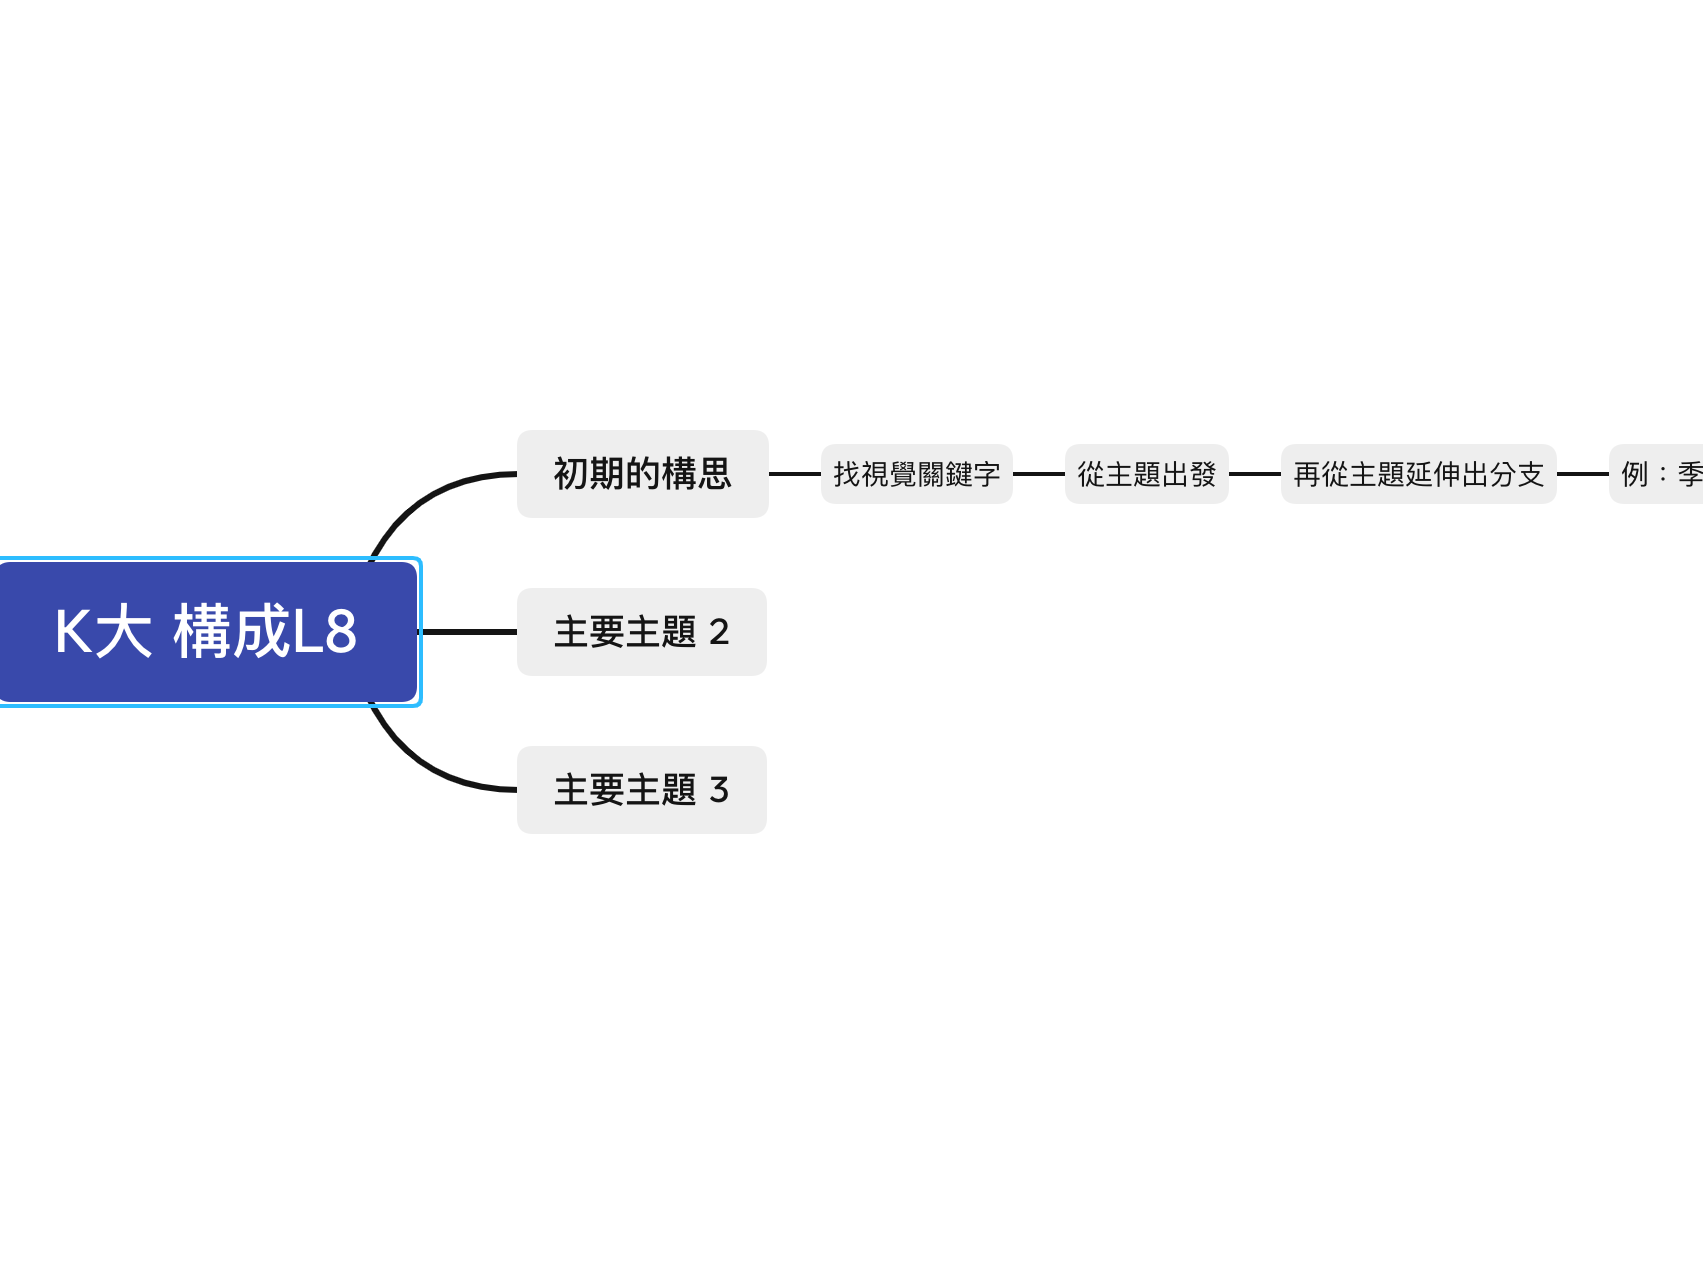 初期的構思
找視覺關鍵字
從主題出發
再從主題延伸出分支
例：季
K大 構成L8
主要主題 2
主要主題 3